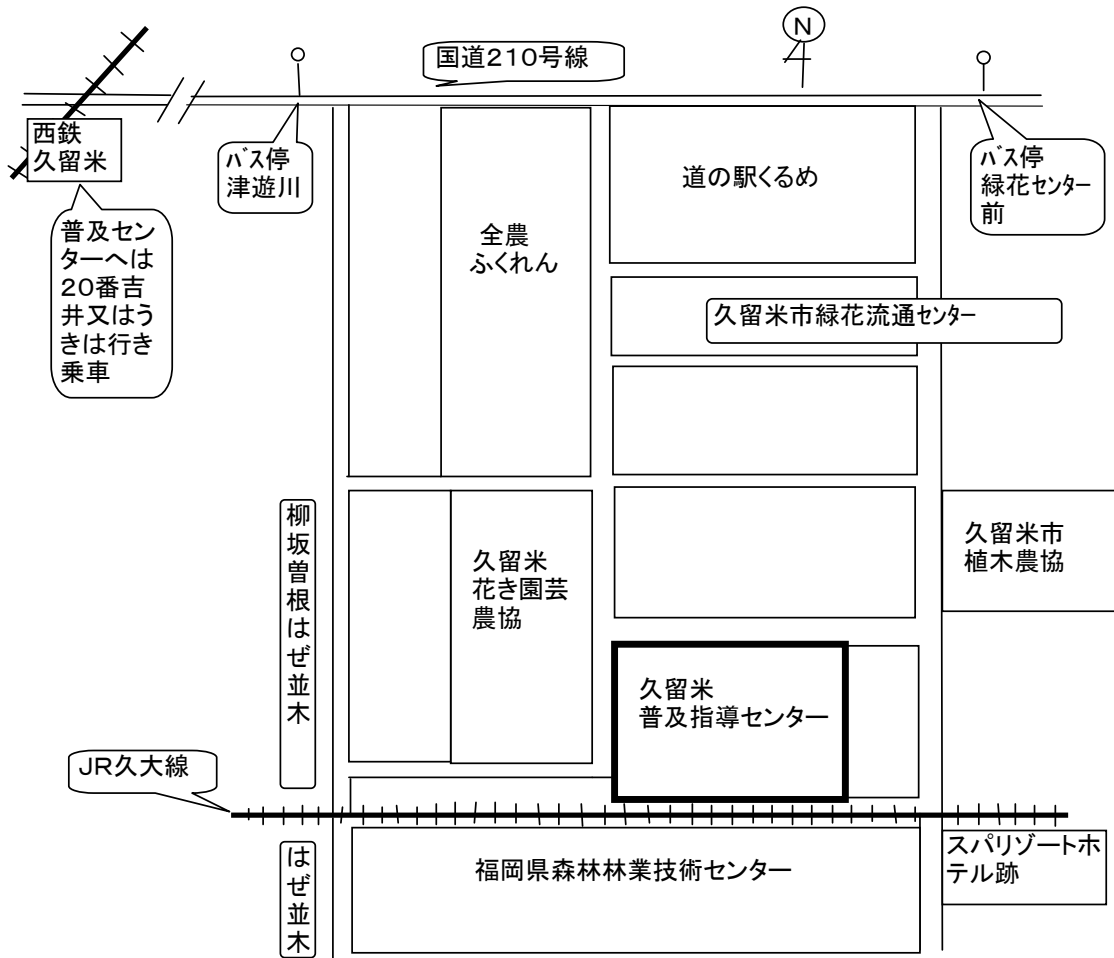 N
国道210号線
西鉄
久留米
バス停
津遊川
道の駅くるめ
バス停
緑花センター
前
普及セン
ターへは
20番吉
井又はう
きは行き
乗車
全農
ふくれん
久留米市緑花流通センター
柳坂曽根はぜ並木
久留米
花き園芸
農協
久留米市
植木農協
久留米
普及指導センター
JR久大線
はぜ並木
福岡県森林林業技術センター
スパリゾートホ
テル跡